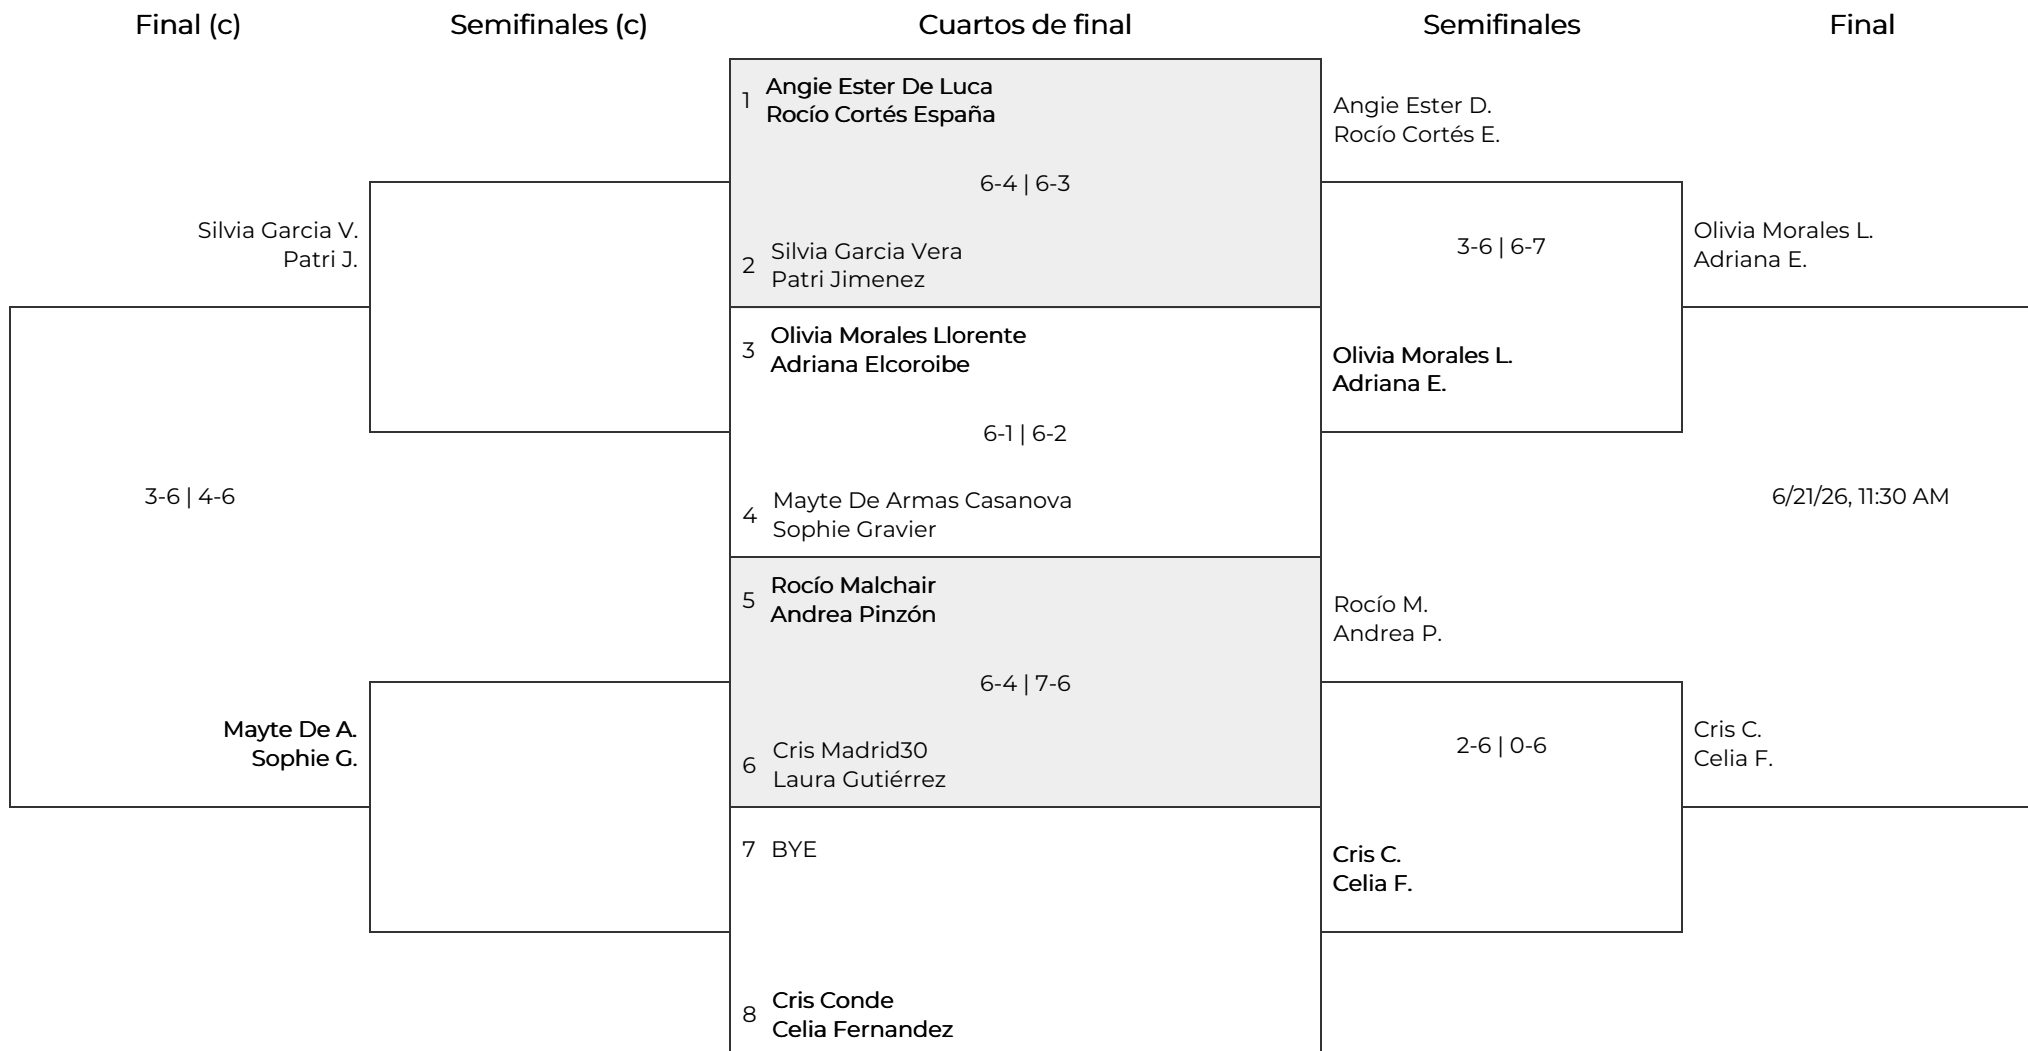 Final (c)
Semifinales (c)
Cuartos de final
Semifinales
Final
Silvia Garcia V.
Patri J.
3-6 | 4-6
Mayte De A.
Sophie G.
1
Angie Ester De Luca
Rocío Cortés España
6-4 | 6-3
2
Silvia Garcia Vera
Patri Jimenez
3
Olivia Morales Llorente
Adriana Elcoroibe
6-1 | 6-2
4
Mayte De Armas Casanova
Sophie Gravier
5
Rocío Malchair
Andrea Pinzón
6-4 | 7-6
6
Cris Madrid30
Laura Gutiérrez
7 BYE
8
Cris Conde
Celia Fernandez
Angie Ester D.
Rocío Cortés E.
3-6 | 6-7
Olivia Morales L.
Adriana E.
Rocío M.
Andrea P.
2-6 | 0-6
Cris C.
Celia F.
Olivia Morales L.
Adriana E.
6/21/26, 11:30 AM
Cris C.
Celia F.